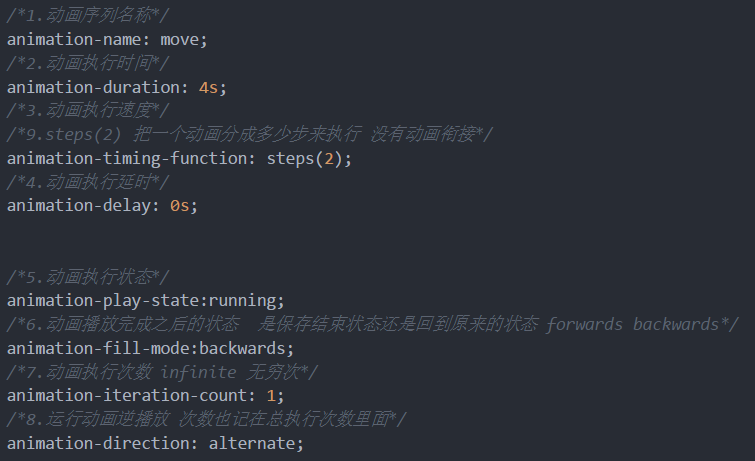 /*1.动画序列名称*/
animation-name: move;
/*2.动画执行时间*/
animation-duration: 4s;
/*3.动画执行速度*/
/*9.steps(2) 把一个动画分成多少步来执行 没有动画衔接*/
animation-timing-function: steps(2);
/*4.动画执行延时*/
animation-delay: 0s;
/*5.动画执行状态*/
animation-play-state:running;
/*6.动画播放完成之后的状态  是保存结束状态还是回到原来的状态 forwards backwards*/
animation-fill-mode:backwards;
/*7.动画执行次数 infinite 无穷次*/
animation-iteration-count: 1;
/*8.运行动画逆播放 次数也记在总执行次数里面*/
animation-direction: alternate;